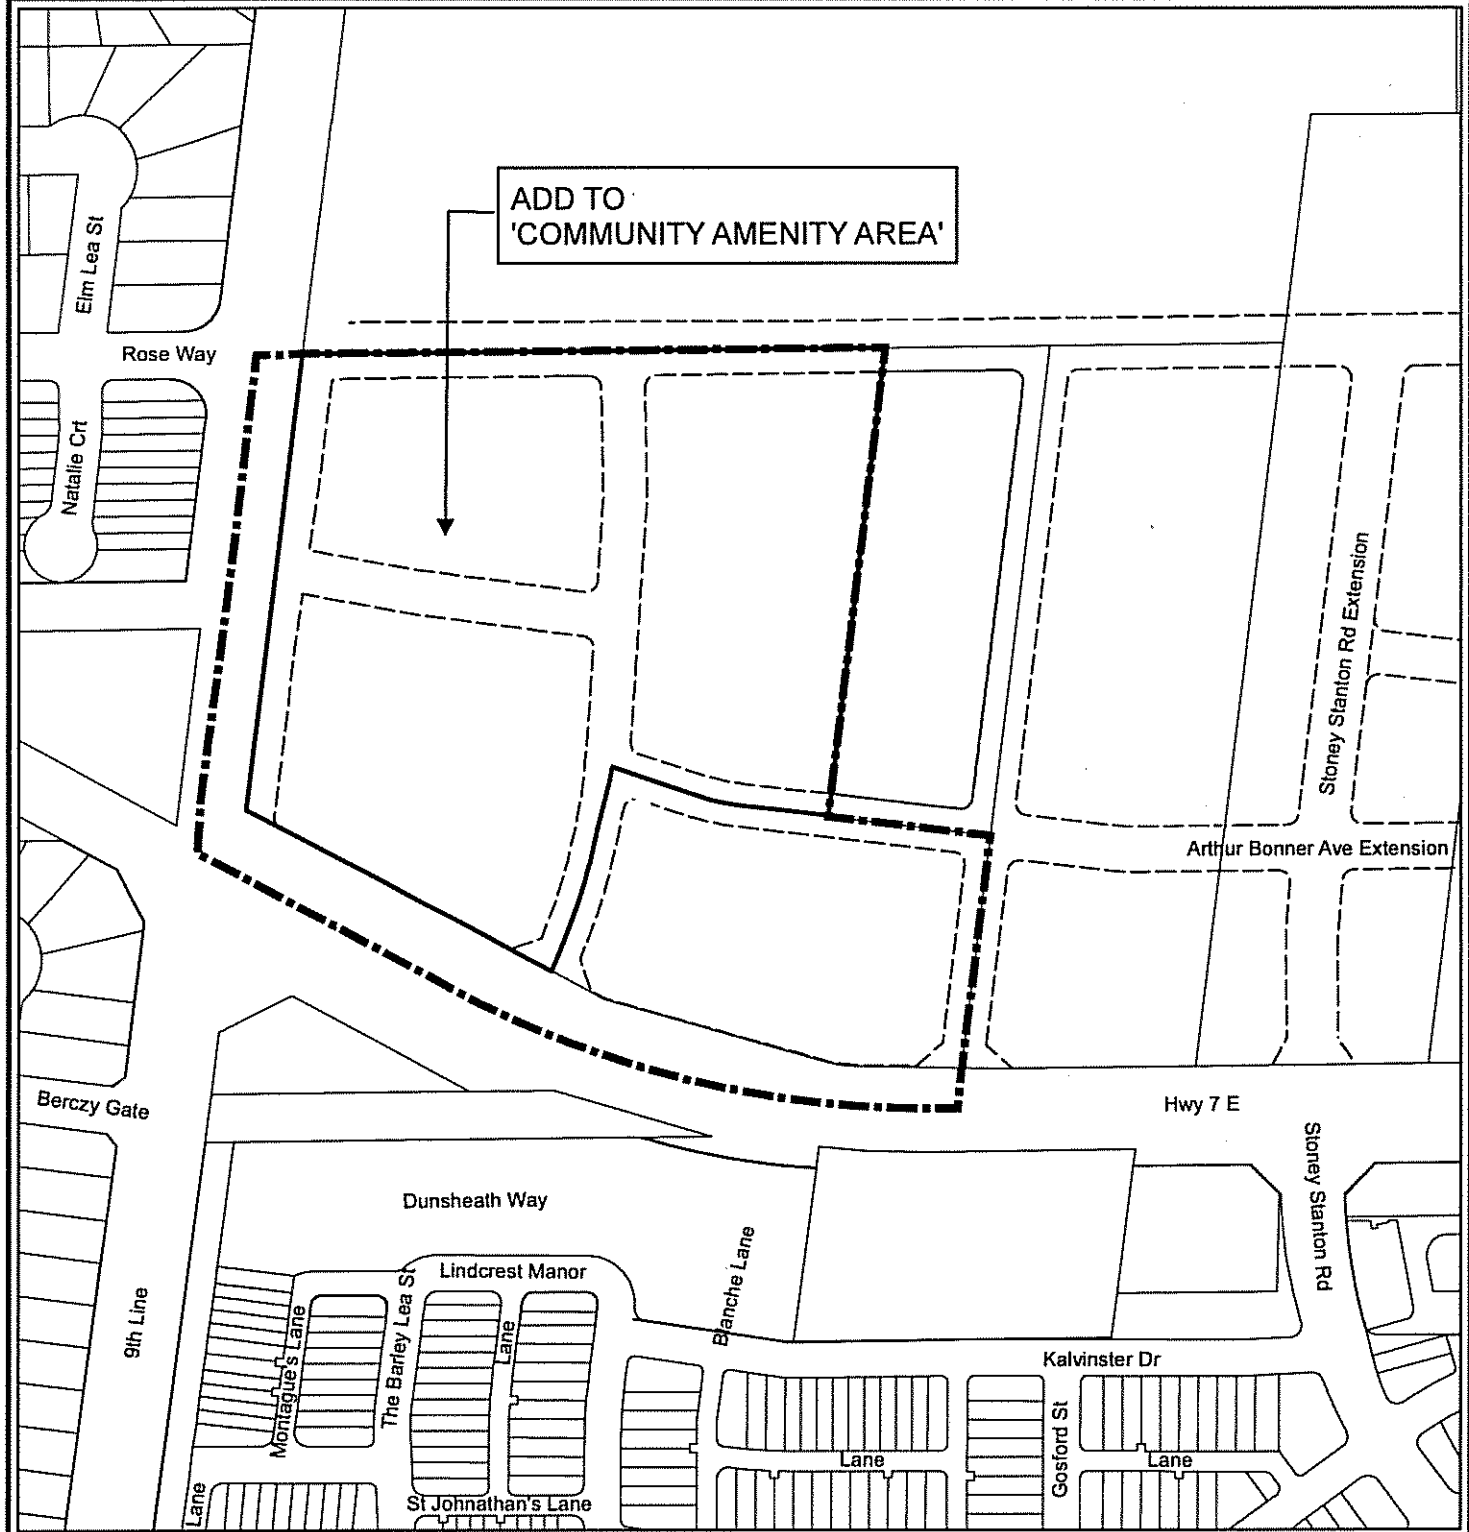 ADD TO
'COMMUNITY AMENITY AREA'
Elm Lea St
Rose Way
Natalie Crt
Stoney Stanton Rd Extension
Arthur Bonner Ave Extension
Berczy Gate
Hwy 7 E
Stoney Stanton Rd
Dunsheath Way
Blanche Lane
Lindcrest Manor
9th Line
Montague's Lane
The Barley Lea St
Lane
Kalvinster Dr
Gosford St
Lane
Lane
Lane
St Johnathan's Lane